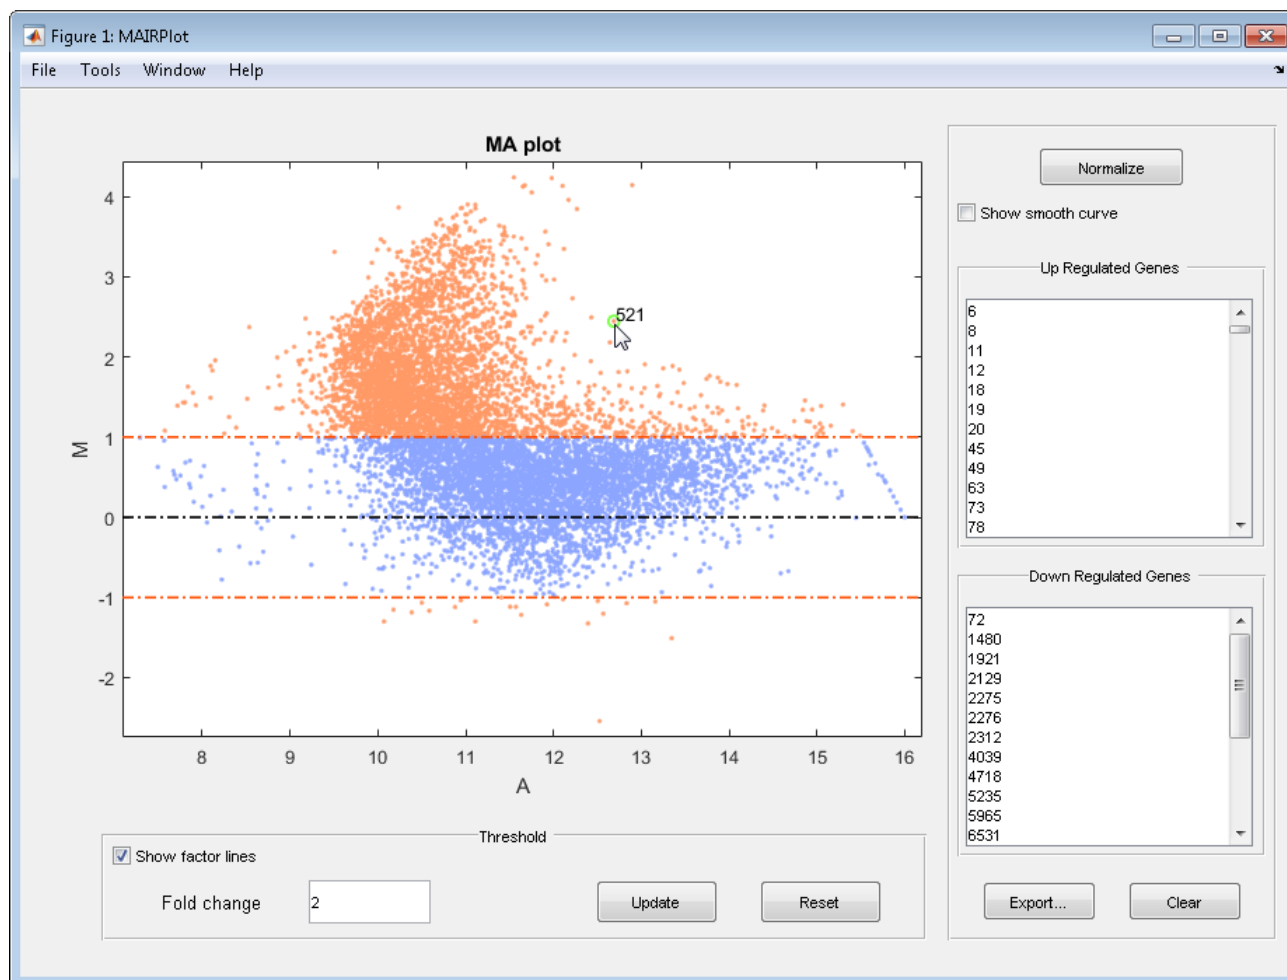 Figure 1: MAIRPlot
File Tools Window Help
MA plot
4
3
2
1
0
-1
-2
M
521
8 9 10 11 12 13 14 15 16
A
Threshold
Show factor lines
Fold change 2 Update Reset
Normalize
Show smooth curve
Up Regulated Genes
6
8
11
12
18
19
20
45
49
63
73
78
Down Regulated Genes
72
1480
1921
2129
2275
2276
2312
4039
4718
5235
5965
6531
Export... Clear